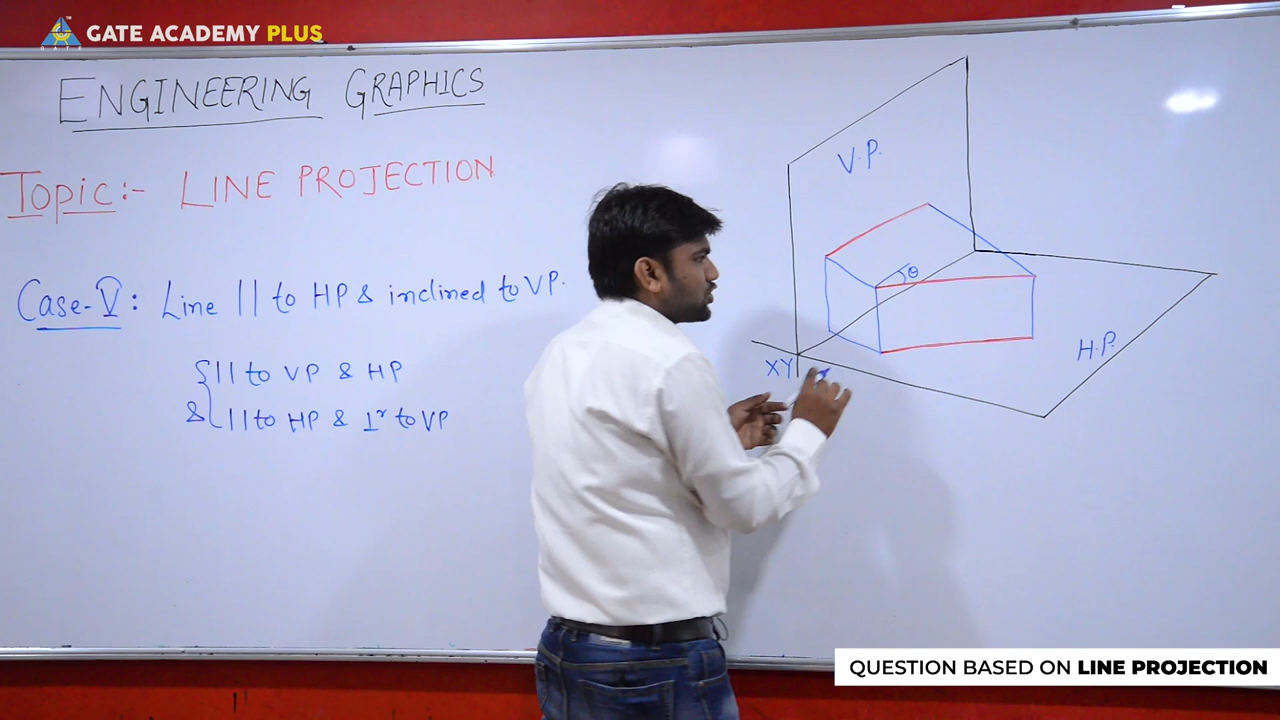 GATE ACADEMY PLUS
ENGINEERING GRAPHICS
TOPIC:- LINE PROJECTION
Case-V: Line || to HP & inclined to VP.
|| to VP & HP
& || to HP & ⊥r to VP
V.P.
θ
H.P.
XY
QUESTION BASED ON LINE PROJECTION